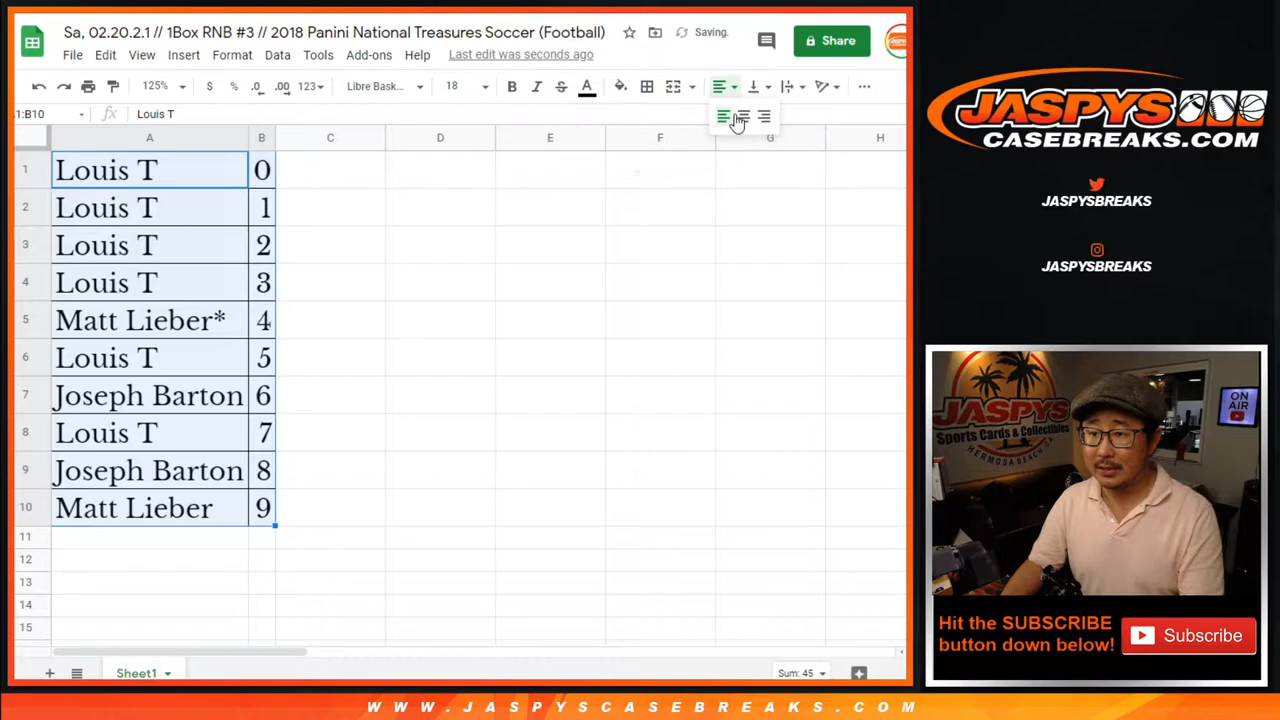 Sa, 02.20.2.1 // 1Box RNB #3 // 2018 Panini National Treasures Soccer (Football)
Saving.
File Edit View Insert Format Data Tools Add-ons Help Last edit was seconds ago
Share
125% $ % .0 .00 123 Libre Bask... 18 B I S A
1:B10 fx Louis T
A B C D E F G H
1 Louis T 0
2 Louis T 1
3 Louis T 2
4 Louis T 3
5 Matt Lieber* 4
6 Louis T 5
7 Joseph Barton 6
8 Louis T 7
9 Joseph Barton 8
10 Matt Lieber 9
11
12
13
14
15
Sheet1
Sum: 45
JASPYS
CASEBREAKS.COM
JASPYSBREAKS
JASPYSBREAKS
JASPYS
Sports Cards & Collectibles
HERMOSA BEACH, CA
ON
AIR
Hit the SUBSCRIBE
button down below!
Subscribe
WWW.JASPYSCASEBREAKS.COM